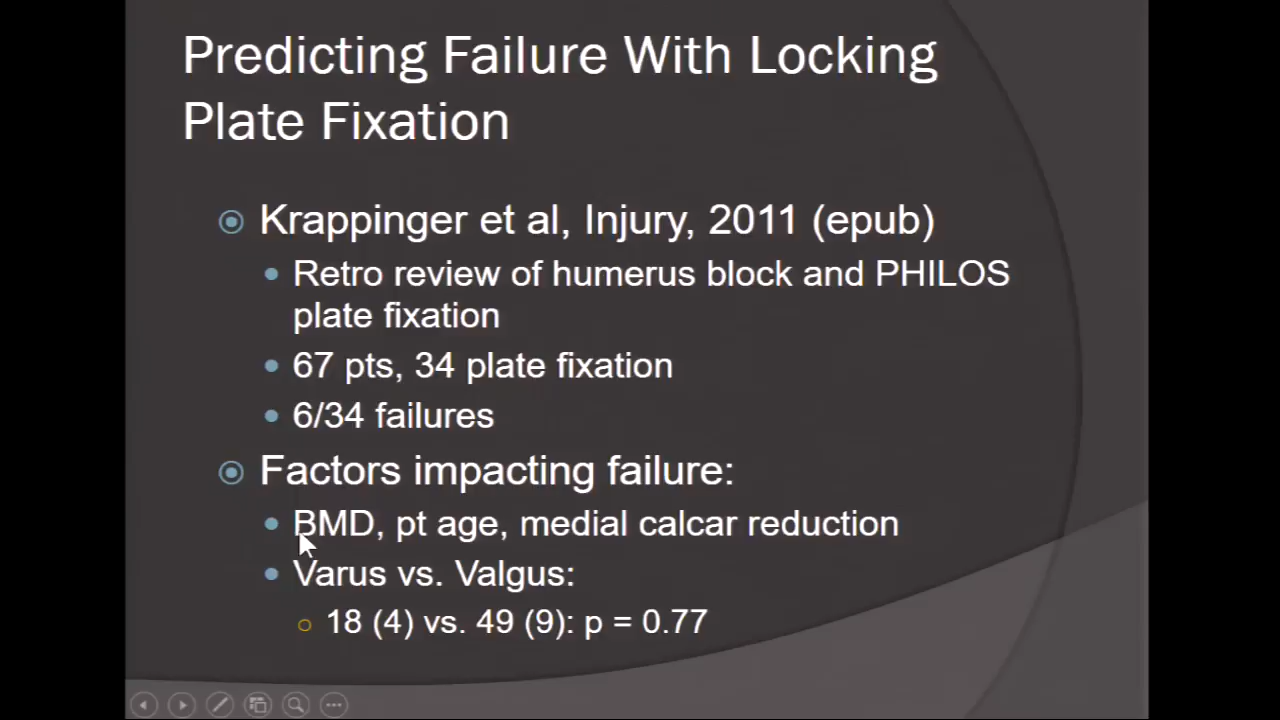 Predicting Failure With Locking
Plate Fixation
Krappinger et al, Injury, 2011 (epub)
Retro review of humerus block and PHILOS
plate fixation
67 pts, 34 plate fixation
6/34 failures
Factors impacting failure:
BMD, pt age, medial calcar reduction
Varus vs. Valgus:
18 (4) vs. 49 (9): p = 0.77